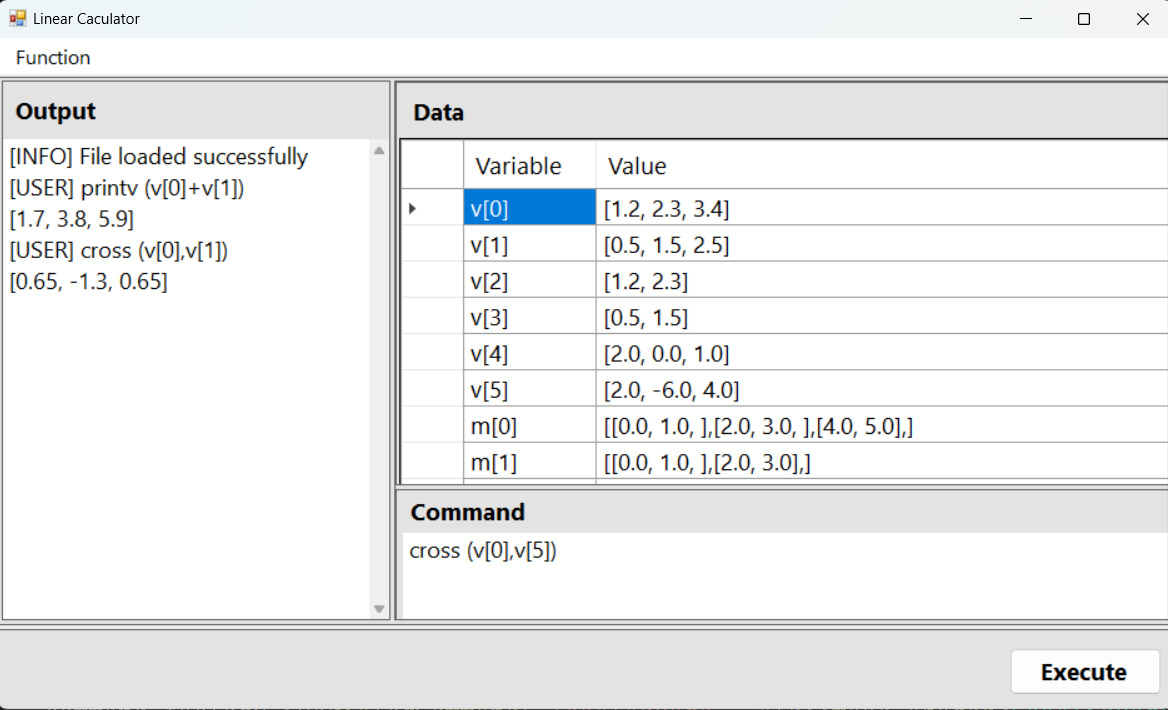 Linear Caculator
Function
Output
[INFO] File loaded successfully
[USER] printv (v[0]+v[1])
[1.7, 3.8, 5.9]
[USER] cross (v[0],v[1])
[0.65, -1.3, 0.65]
Data
Variable Value
v[0] [1.2, 2.3, 3.4]
v[1] [0.5, 1.5, 2.5]
v[2] [1.2, 2.3]
v[3] [0.5, 1.5]
v[4] [2.0, 0.0, 1.0]
v[5] [2.0, -6.0, 4.0]
m[0] [[0.0, 1.0, ],[2.0, 3.0, ],[4.0, 5.0],]
m[1] [[0.0, 1.0, ],[2.0, 3.0],]
Command
cross (v[0],v[5])
Execute